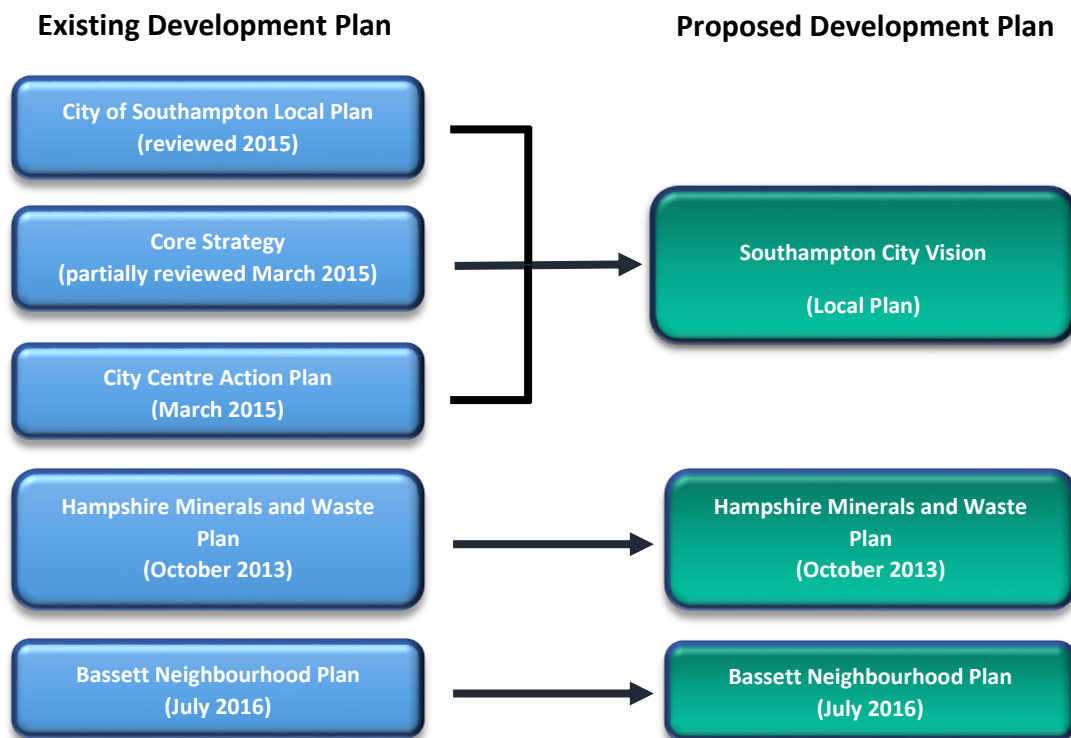 Existing Development Plan
Proposed Development Plan
City of Southampton Local Plan
(reviewed 2015)
Core Strategy
(partially reviewed March 2015)
Southampton City Vision
(Local Plan)
City Centre Action Plan
(March 2015)
Hampshire Minerals and Waste
Plan
(October 2013)
Hampshire Minerals and Waste
Plan
(October 2013)
Bassett Neighbourhood Plan
(July 2016)
Bassett Neighbourhood Plan
(July 2016)